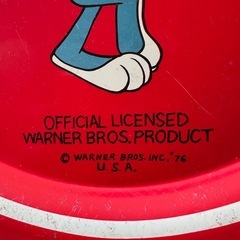 OFFICIAL LICENSED
WARNER BROS. PRODUCT
© WARNER BROS. INC. '76
U.S.A.